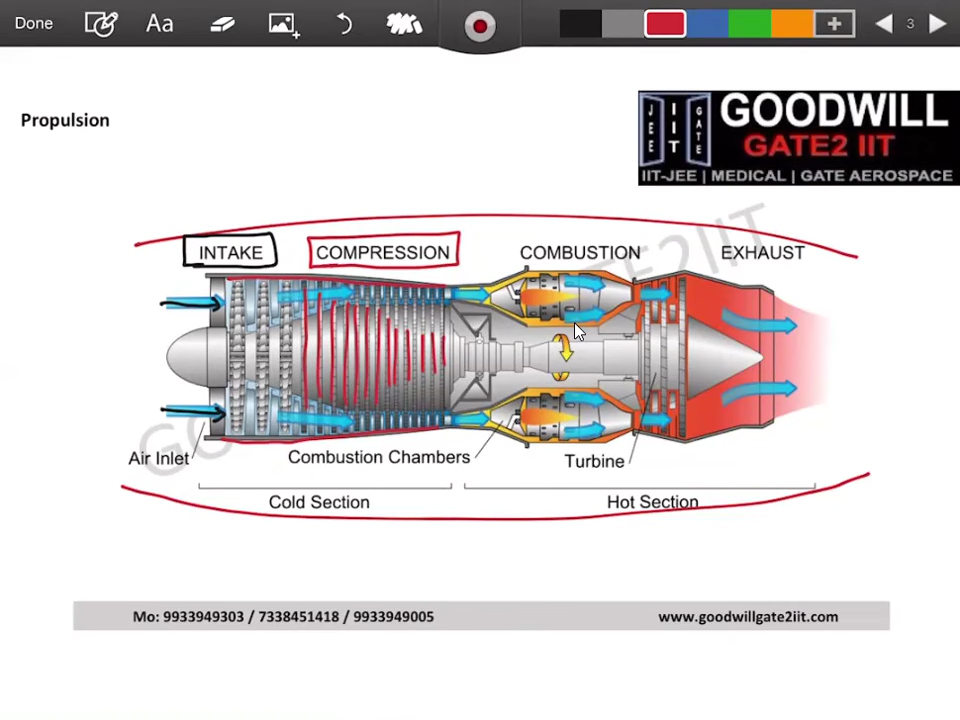 Done
Aa
3
Propulsion
JEE
IIT
GATE
GOODWILL
GATE2 IIT
IIT-JEE | MEDICAL | GATE AEROSPACE
INTAKE
COMPRESSION
COMBUSTION
EXHAUST
Air Inlet
Combustion Chambers
Turbine
Cold Section
Hot Section
Mo: 9933949303 / 7338451418 / 9933949005
www.goodwillgate2iit.com